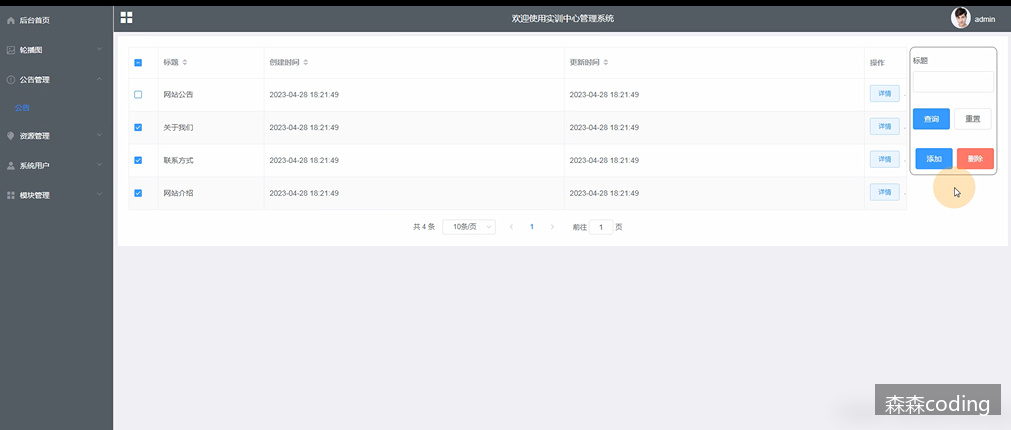 后台首页
欢迎使用实训中心管理系统
admin
轮播图
公告管理
公告
资源管理
系统用户
模块管理
标题 创建时间 更新时间 操作
网站公告 2023-04-28 18:21:49 2023-04-28 18:21:49 详情
关于我们 2023-04-28 18:21:49 2023-04-28 18:21:49 详情
联系方式 2023-04-28 18:21:49 2023-04-28 18:21:49 详情
网站介绍 2023-04-28 18:21:49 2023-04-28 18:21:49 详情
共 4 条 10条/页 1 前往 1 页
标题
查询 重置
添加 删除
森森coding